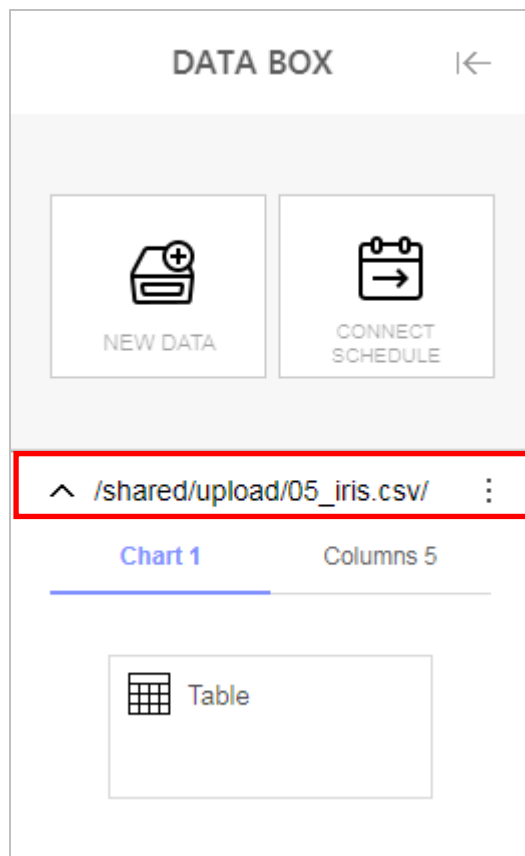 DATA BOX
NEW DATA
CONNECT
SCHEDULE
/shared/upload/05_iris.csv/
Chart 1
Columns 5
Table